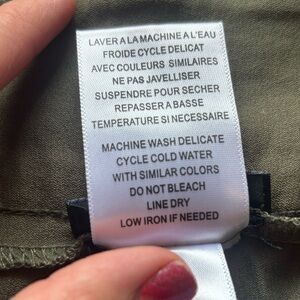 LAVER A LA MACHINE A L'EAU
FROIDE CYCLE DELICAT
AVEC COULEURS SIMILAIRES
NE PAS JAVELLISER
SUSPENDRE POUR SECHER
REPASSER A BASSE
TEMPERATURE SI NECESSAIRE
MACHINE WASH DELICATE
CYCLE COLD WATER
WITH SIMILAR COLORS
DO NOT BLEACH
LINE DRY
LOW IRON IF NEEDED